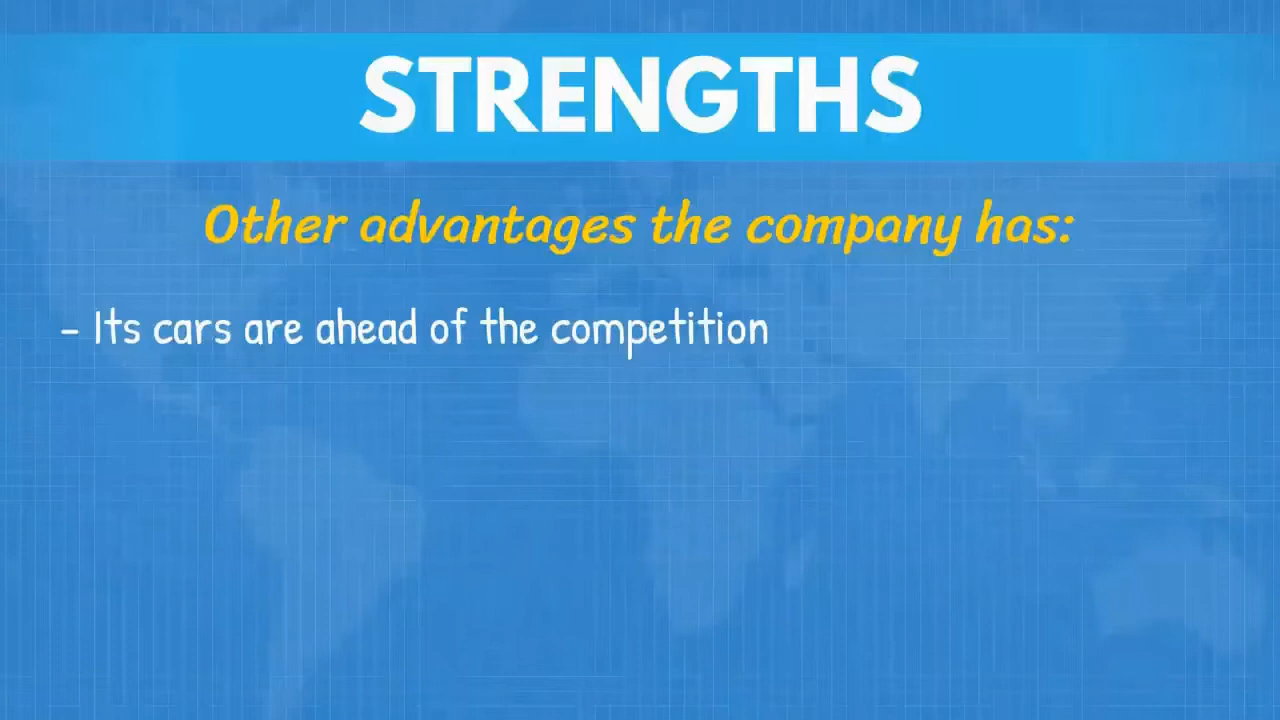 STRENGTHS
Other advantages the company has:
- Its cars are ahead of the competition